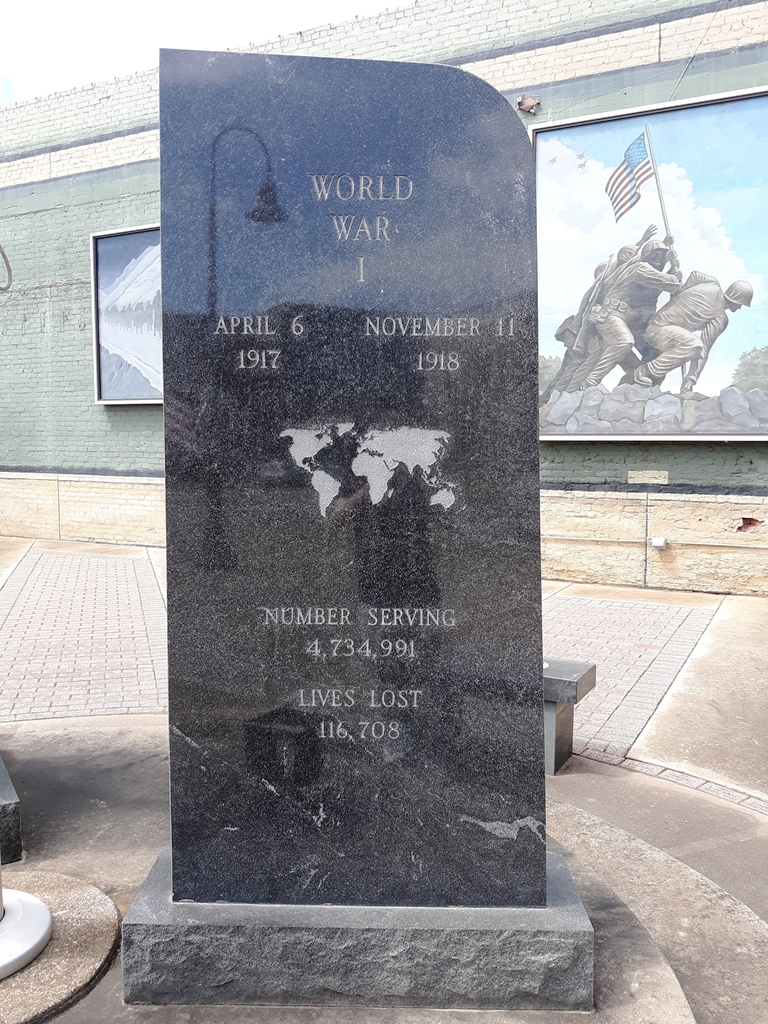 WORLD
WAR
I
APRIL 6 NOVEMBER 11
1917 1918
NUMBER SERVING
4,734,991
LIVES LOST
116,708